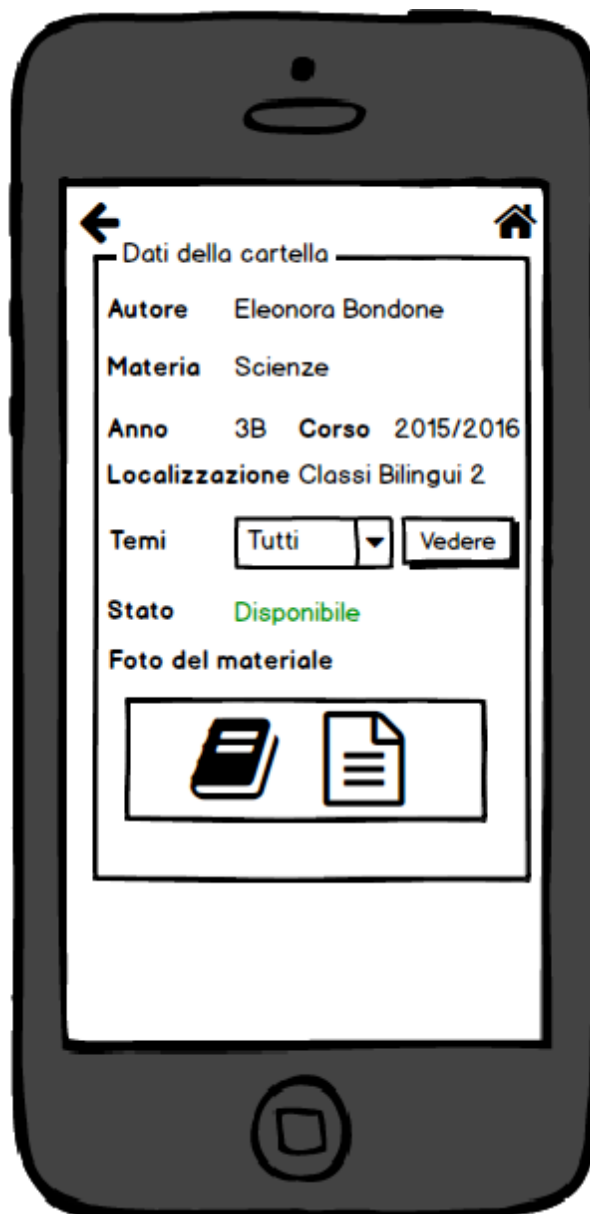 Dati della cartella
Autore Eleonora Bondone
Materia Scienze
Anno 3B Corso 2015/2016
Localizzazione Classi Bilingui 2
Temi Tutti Vedere
Stato Disponibile
Foto del materiale